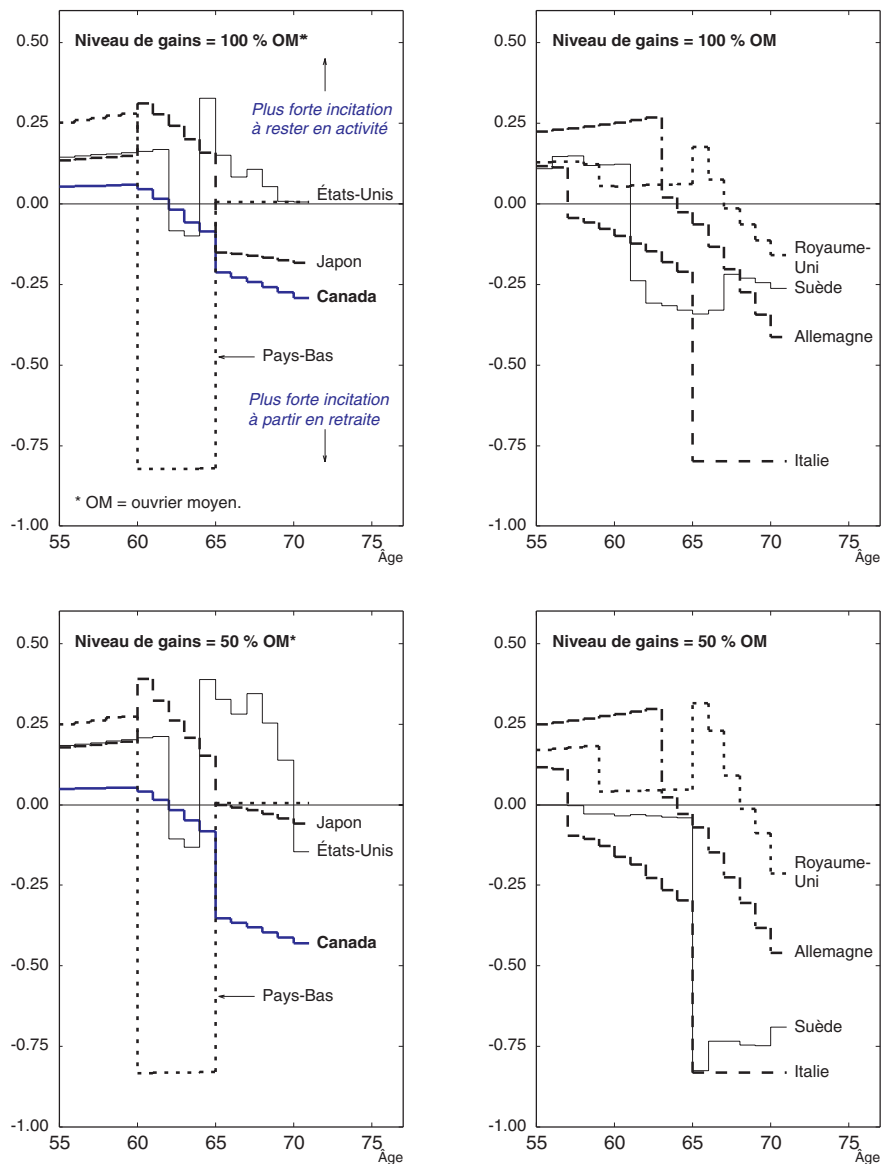 Niveau de gains = 100 % OM*
0.50
0.25
0.00
-0.25
-0.50
-0.75
-1.00
Plus forte incitation
à rester en activité
États-Unis
Japon
Canada
Pays-Bas
Plus forte incitation
à partir en retraite
* OM = ouvrier moyen.
55 60 65 70 75
Âge
Niveau de gains = 100 % OM
0.50
0.25
0.00
-0.25
-0.50
-0.75
-1.00
Royaume-
Uni
Suède
Allemagne
Italie
55 60 65 70 75
Âge
Niveau de gains = 50 % OM*
0.50
0.25
0.00
-0.25
-0.50
-0.75
-1.00
Japon
États-Unis
Canada
Pays-Bas
55 60 65 70 75
Âge
Niveau de gains = 50 % OM
0.50
0.25
0.00
-0.25
-0.50
-0.75
-1.00
Royaume-
Uni
Allemagne
Suède
Italie
55 60 65 70 75
Âge